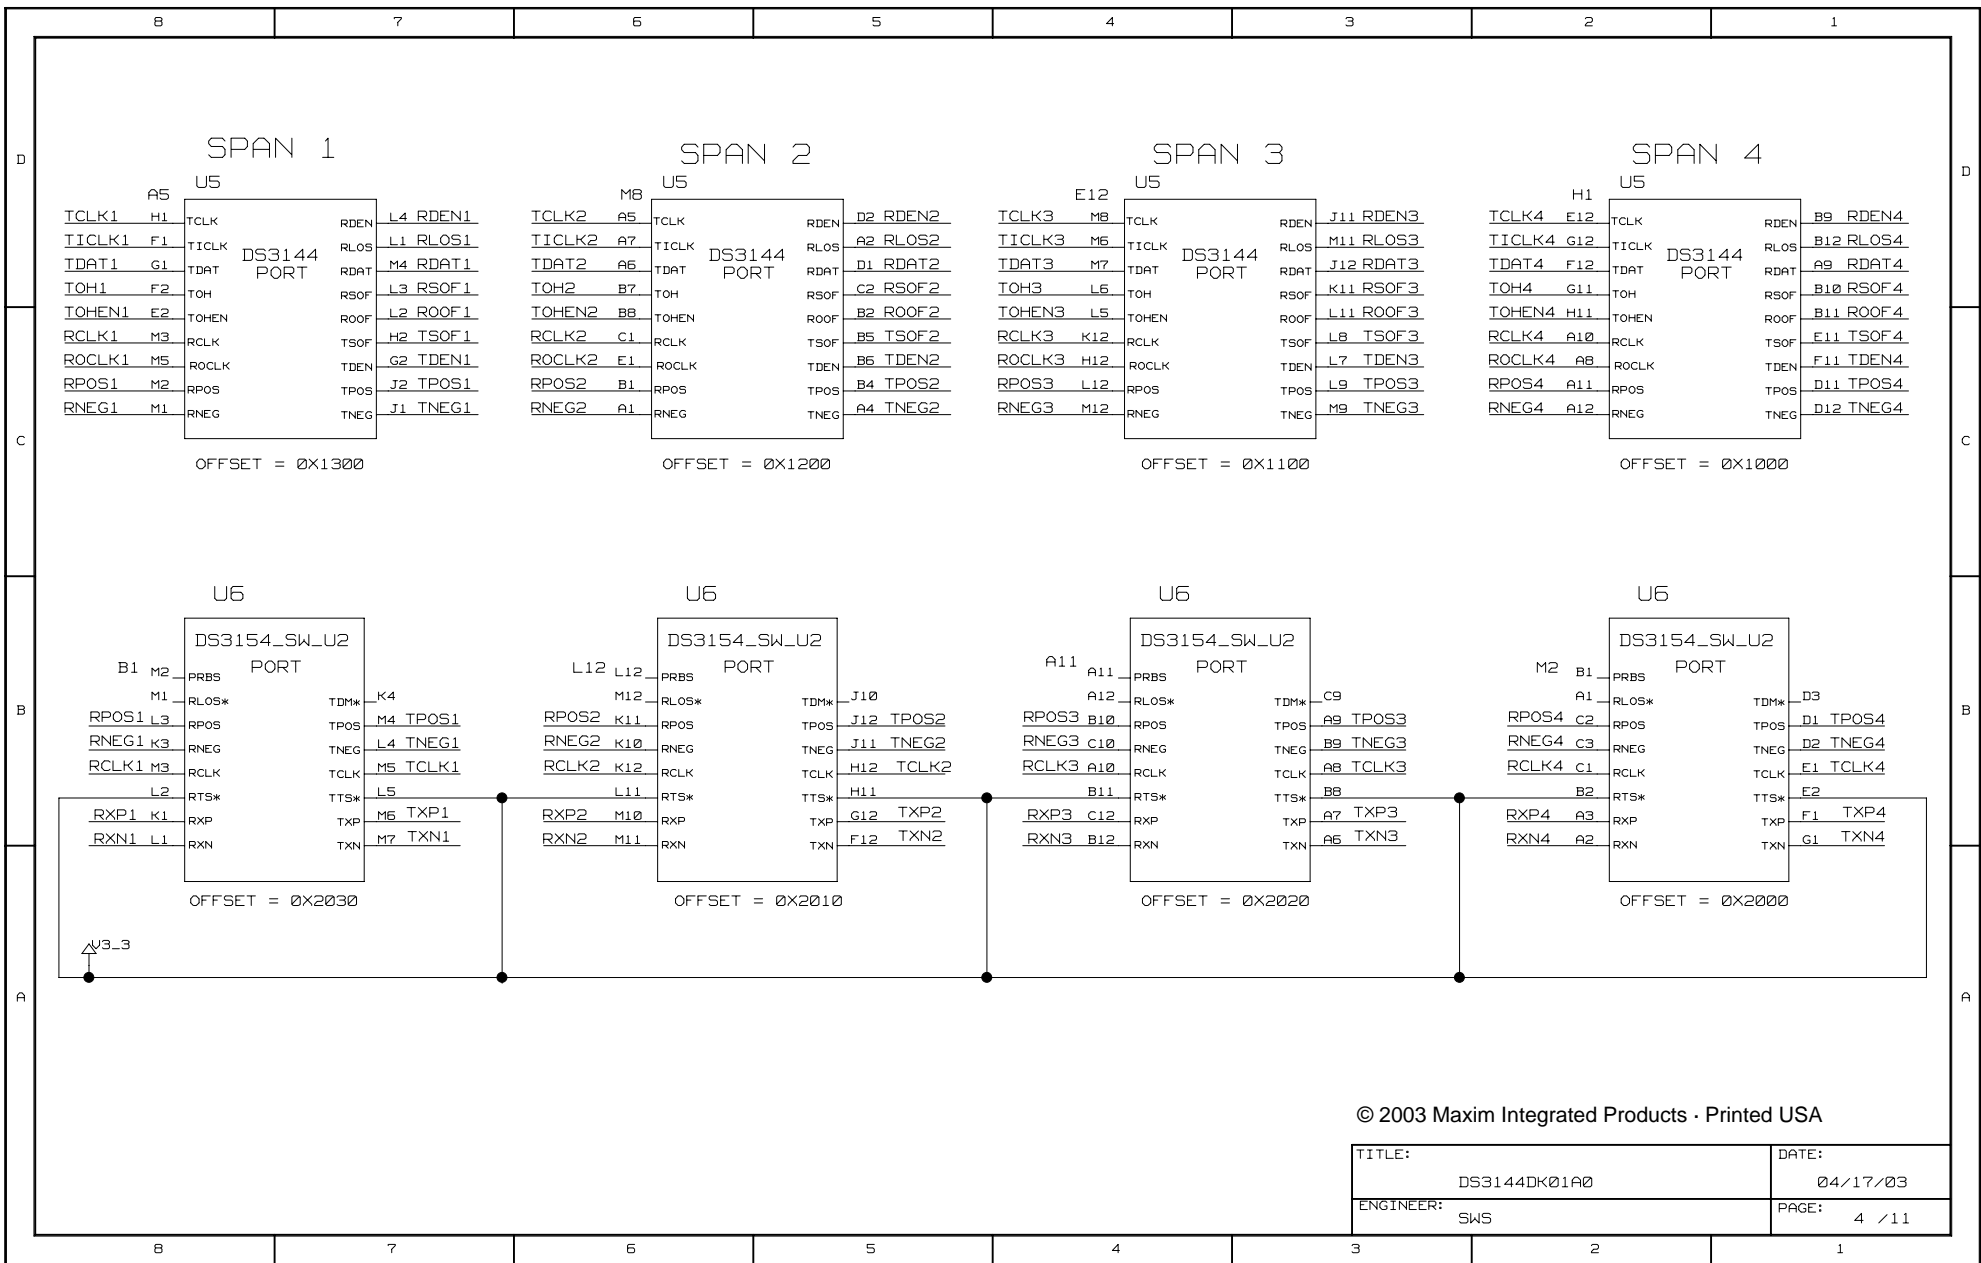 8 7 6 5 4 3 2 1
D D
C C
B B
A A
SPAN 1
U5
A5
TCLK1 H1 TCLK RDEN L4 RDEN1
TICLK1 F1 TICLK RLOS L1 RLOS1
DS3144
PORT
TDAT1 G1 TDAT RDAT M4 RDAT1
TOH1 F2 TOH RSOF L3 RSOF1
TOHEN1 E2 TOHEN ROOF L2 ROOF1
RCLK1 M3 RCLK TSOF H2 TSOF1
ROCLK1 M5 ROCLK TDEN G2 TDEN1
RPOS1 M2 RPOS TPOS J2 TPOS1
RNEG1 M1 RNEG TNEG J1 TNEG1
OFFSET = 0X1300
SPAN 2
U5
M8
TCLK2 A5 TCLK RDEN D2 RDEN2
TICLK2 A7 TICLK RLOS A2 RLOS2
DS3144
PORT
TDAT2 A6 TDAT RDAT D1 RDAT2
TOH2 B7 TOH RSOF C2 RSOF2
TOHEN2 B8 TOHEN ROOF B2 ROOF2
RCLK2 C1 RCLK TSOF B5 TSOF2
ROCLK2 E1 ROCLK TDEN B6 TDEN2
RPOS2 B1 RPOS TPOS B4 TPOS2
RNEG2 A1 RNEG TNEG A4 TNEG2
OFFSET = 0X1200
SPAN 3
U5
E12
TCLK3 M8 TCLK RDEN J11 RDEN3
TICLK3 M6 TICLK RLOS M11 RLOS3
DS3144
PORT
TDAT3 M7 TDAT RDAT J12 RDAT3
TOH3 L6 TOH RSOF K11 RSOF3
TOHEN3 L5 TOHEN ROOF L11 ROOF3
RCLK3 K12 RCLK TSOF L8 TSOF3
ROCLK3 H12 ROCLK TDEN L7 TDEN3
RPOS3 L12 RPOS TPOS L9 TPOS3
RNEG3 M12 RNEG TNEG M9 TNEG3
OFFSET = 0X1100
SPAN 4
U5
H1
TCLK4 E12 TCLK RDEN B9 RDEN4
TICLK4 G12 TICLK RLOS B12 RLOS4
DS3144
PORT
TDAT4 F12 TDAT RDAT A9 RDAT4
TOH4 G11 TOH RSOF B10 RSOF4
TOHEN4 H11 TOHEN ROOF B11 ROOF4
RCLK4 A10 RCLK TSOF E11 TSOF4
ROCLK4 A8 ROCLK TDEN F11 TDEN4
RPOS4 A11 RPOS TPOS D11 TPOS4
RNEG4 A12 RNEG TNEG D12 TNEG4
OFFSET = 0X1000
U6
DS3154_SW_U2
PORT
B1 M2 PRBS
M1 RLOS* TDM* K4
RPOS1 L3 RPOS TPOS M4 TPOS1
RNEG1 K3 RNEG TNEG L4 TNEG1
RCLK1 M3 RCLK TCLK M5 TCLK1
L2 RTS* TTS* L5
RXP1 K1 RXP TXP M6 TXP1
RXN1 L1 RXN TXN M7 TXN1
OFFSET = 0X2030
U6
DS3154_SW_U2
PORT
L12 L12 PRBS
M12 RLOS* TDM* J10
RPOS2 K11 RPOS TPOS J12 TPOS2
RNEG2 K10 RNEG TNEG J11 TNEG2
RCLK2 K12 RCLK TCLK H12 TCLK2
L11 RTS* TTS* H11
RXP2 M10 RXP TXP G12 TXP2
RXN2 M11 RXN TXN F12 TXN2
OFFSET = 0X2010
U6
DS3154_SW_U2
PORT
A11 A11 PRBS
A12 RLOS* TDM* C9
RPOS3 B10 RPOS TPOS A9 TPOS3
RNEG3 C10 RNEG TNEG B9 TNEG3
RCLK3 A10 RCLK TCLK A8 TCLK3
B11 RTS* TTS* B8
RXP3 C12 RXP TXP A7 TXP3
RXN3 B12 RXN TXN A6 TXN3
OFFSET = 0X2020
U6
DS3154_SW_U2
PORT
M2 B1 PRBS
A1 RLOS* TDM* D3
RPOS4 C2 RPOS TPOS D1 TPOS4
RNEG4 C3 RNEG TNEG D2 TNEG4
RCLK4 C1 RCLK TCLK E1 TCLK4
B2 RTS* TTS* E2
RXP4 A3 RXP TXP F1 TXP4
RXN4 A2 RXN TXN G1 TXN4
OFFSET = 0X2000
V3_3
© 2003 Maxim Integrated Products · Printed USA
TITLE:
DS3144DK01A0
DATE:
04/17/03
ENGINEER:
SWS
PAGE:
4 /11
8 7 6 5 4 3 2 1